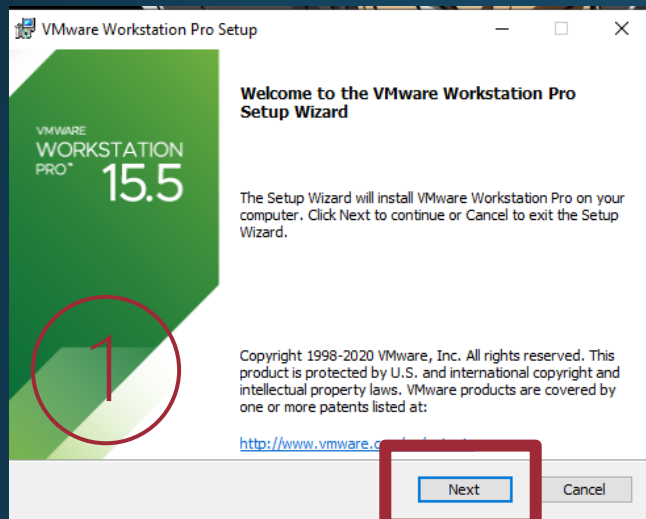 VMware Workstation Pro Setup
Welcome to the VMware Workstation Pro
Setup Wizard
VMWARE
WORKSTATION
PRO™
15.5
The Setup Wizard will install VMware Workstation Pro on your
computer. Click Next to continue or Cancel to exit the Setup
Wizard.
1
Copyright 1998-2020 VMware, Inc. All rights reserved. This
product is protected by U.S. and international copyright and
intellectual property laws. VMware products are covered by
one or more patents listed at:
Next
Cancel